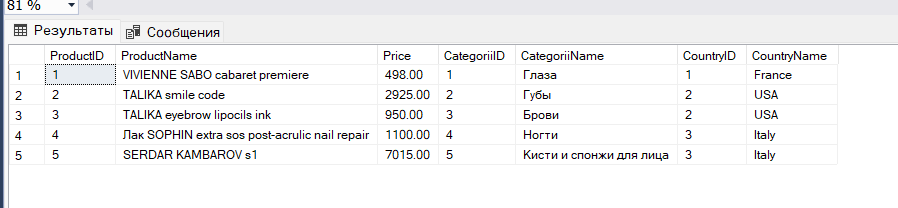 81 %
Результаты Сообщения
ProductID ProductName Price CategoriiID CategoriiName CountryID CountryName
1 1 VIVIENNE SABO cabaret premiere 498.00 1 Глаза 1 France
2 2 TALIKA smile code 2925.00 2 Губы 2 USA
3 3 TALIKA eyebrow lipocils ink 950.00 3 Брови 2 USA
4 4 Лак SOPHIN extra sos post-acrulic nail repair 1100.00 4 Ногти 3 Italy
5 5 SERDAR KAMBAROV s1 7015.00 5 Кисти и спонжи для лица 3 Italy